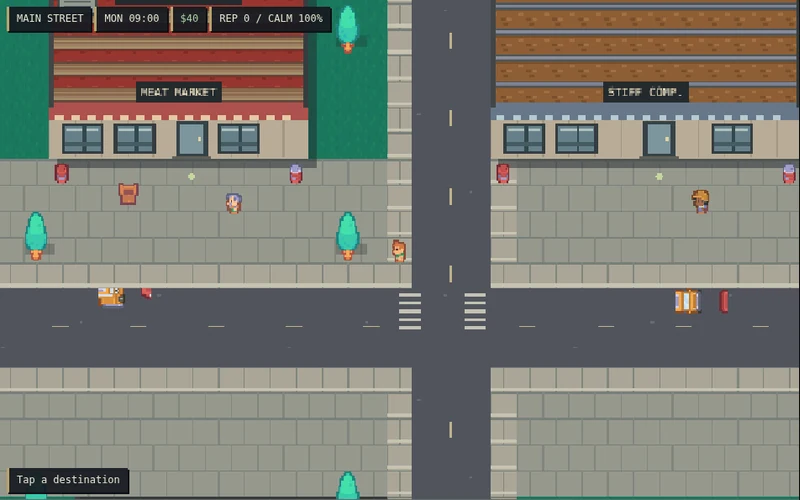 MAIN STREET MON 09:00 $40 REP 0 / CALM 100%
MEAT MARKET STIFF COMP.
Tap a destination